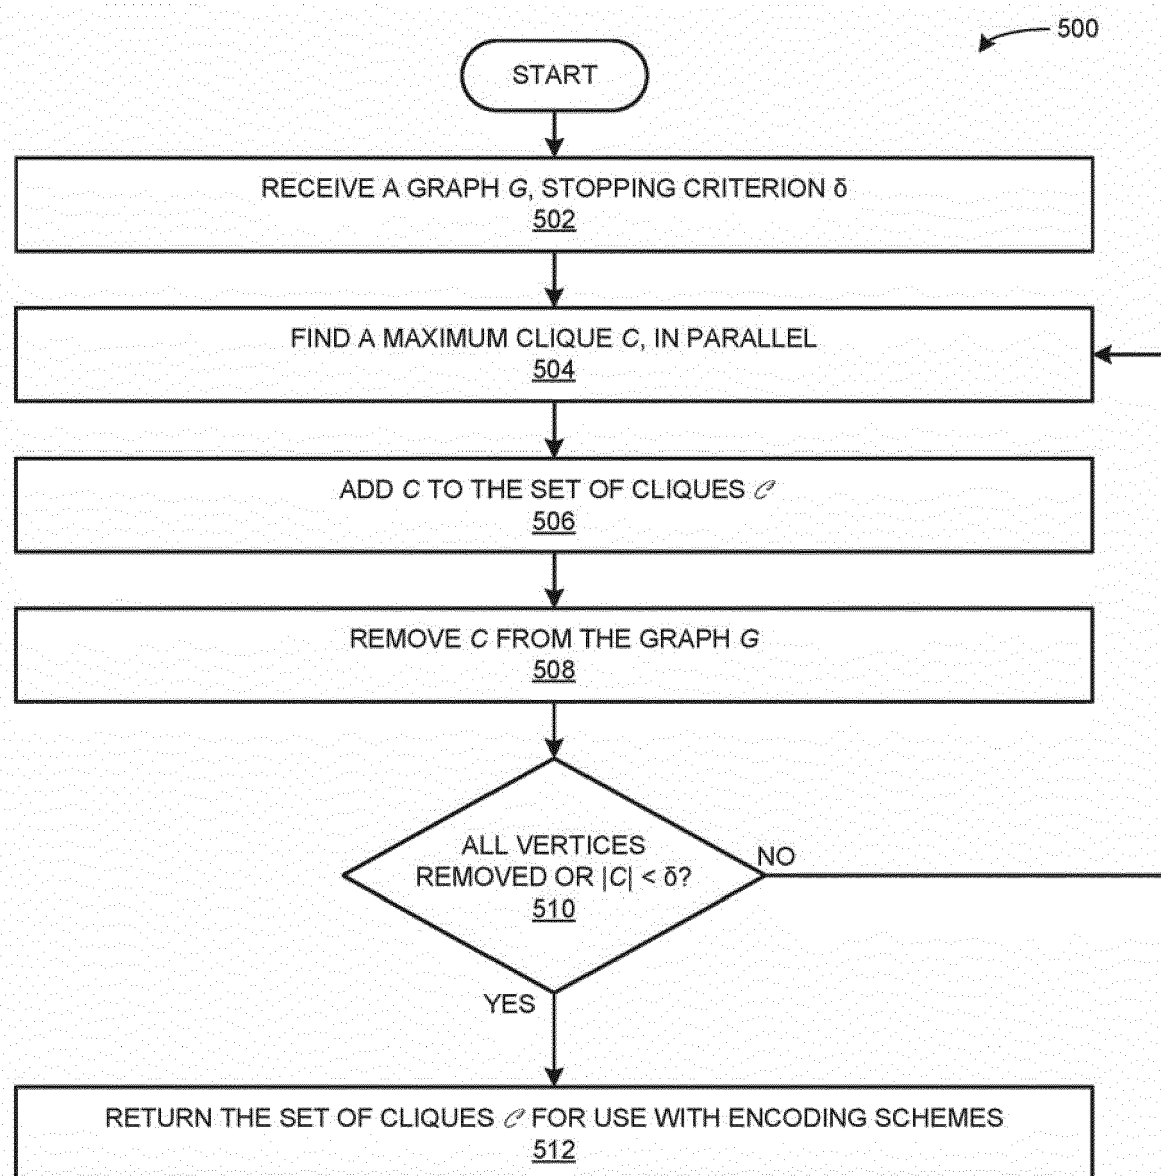 500
START
RECEIVE A GRAPH G, STOPPING CRITERION δ
502
FIND A MAXIMUM CLIQUE C, IN PARALLEL
504
ADD C TO THE SET OF CLIQUES 𝒞
506
REMOVE C FROM THE GRAPH G
508
ALL VERTICES
REMOVED OR |C| < δ?
510
NO
YES
RETURN THE SET OF CLIQUES 𝒞 FOR USE WITH ENCODING SCHEMES
512